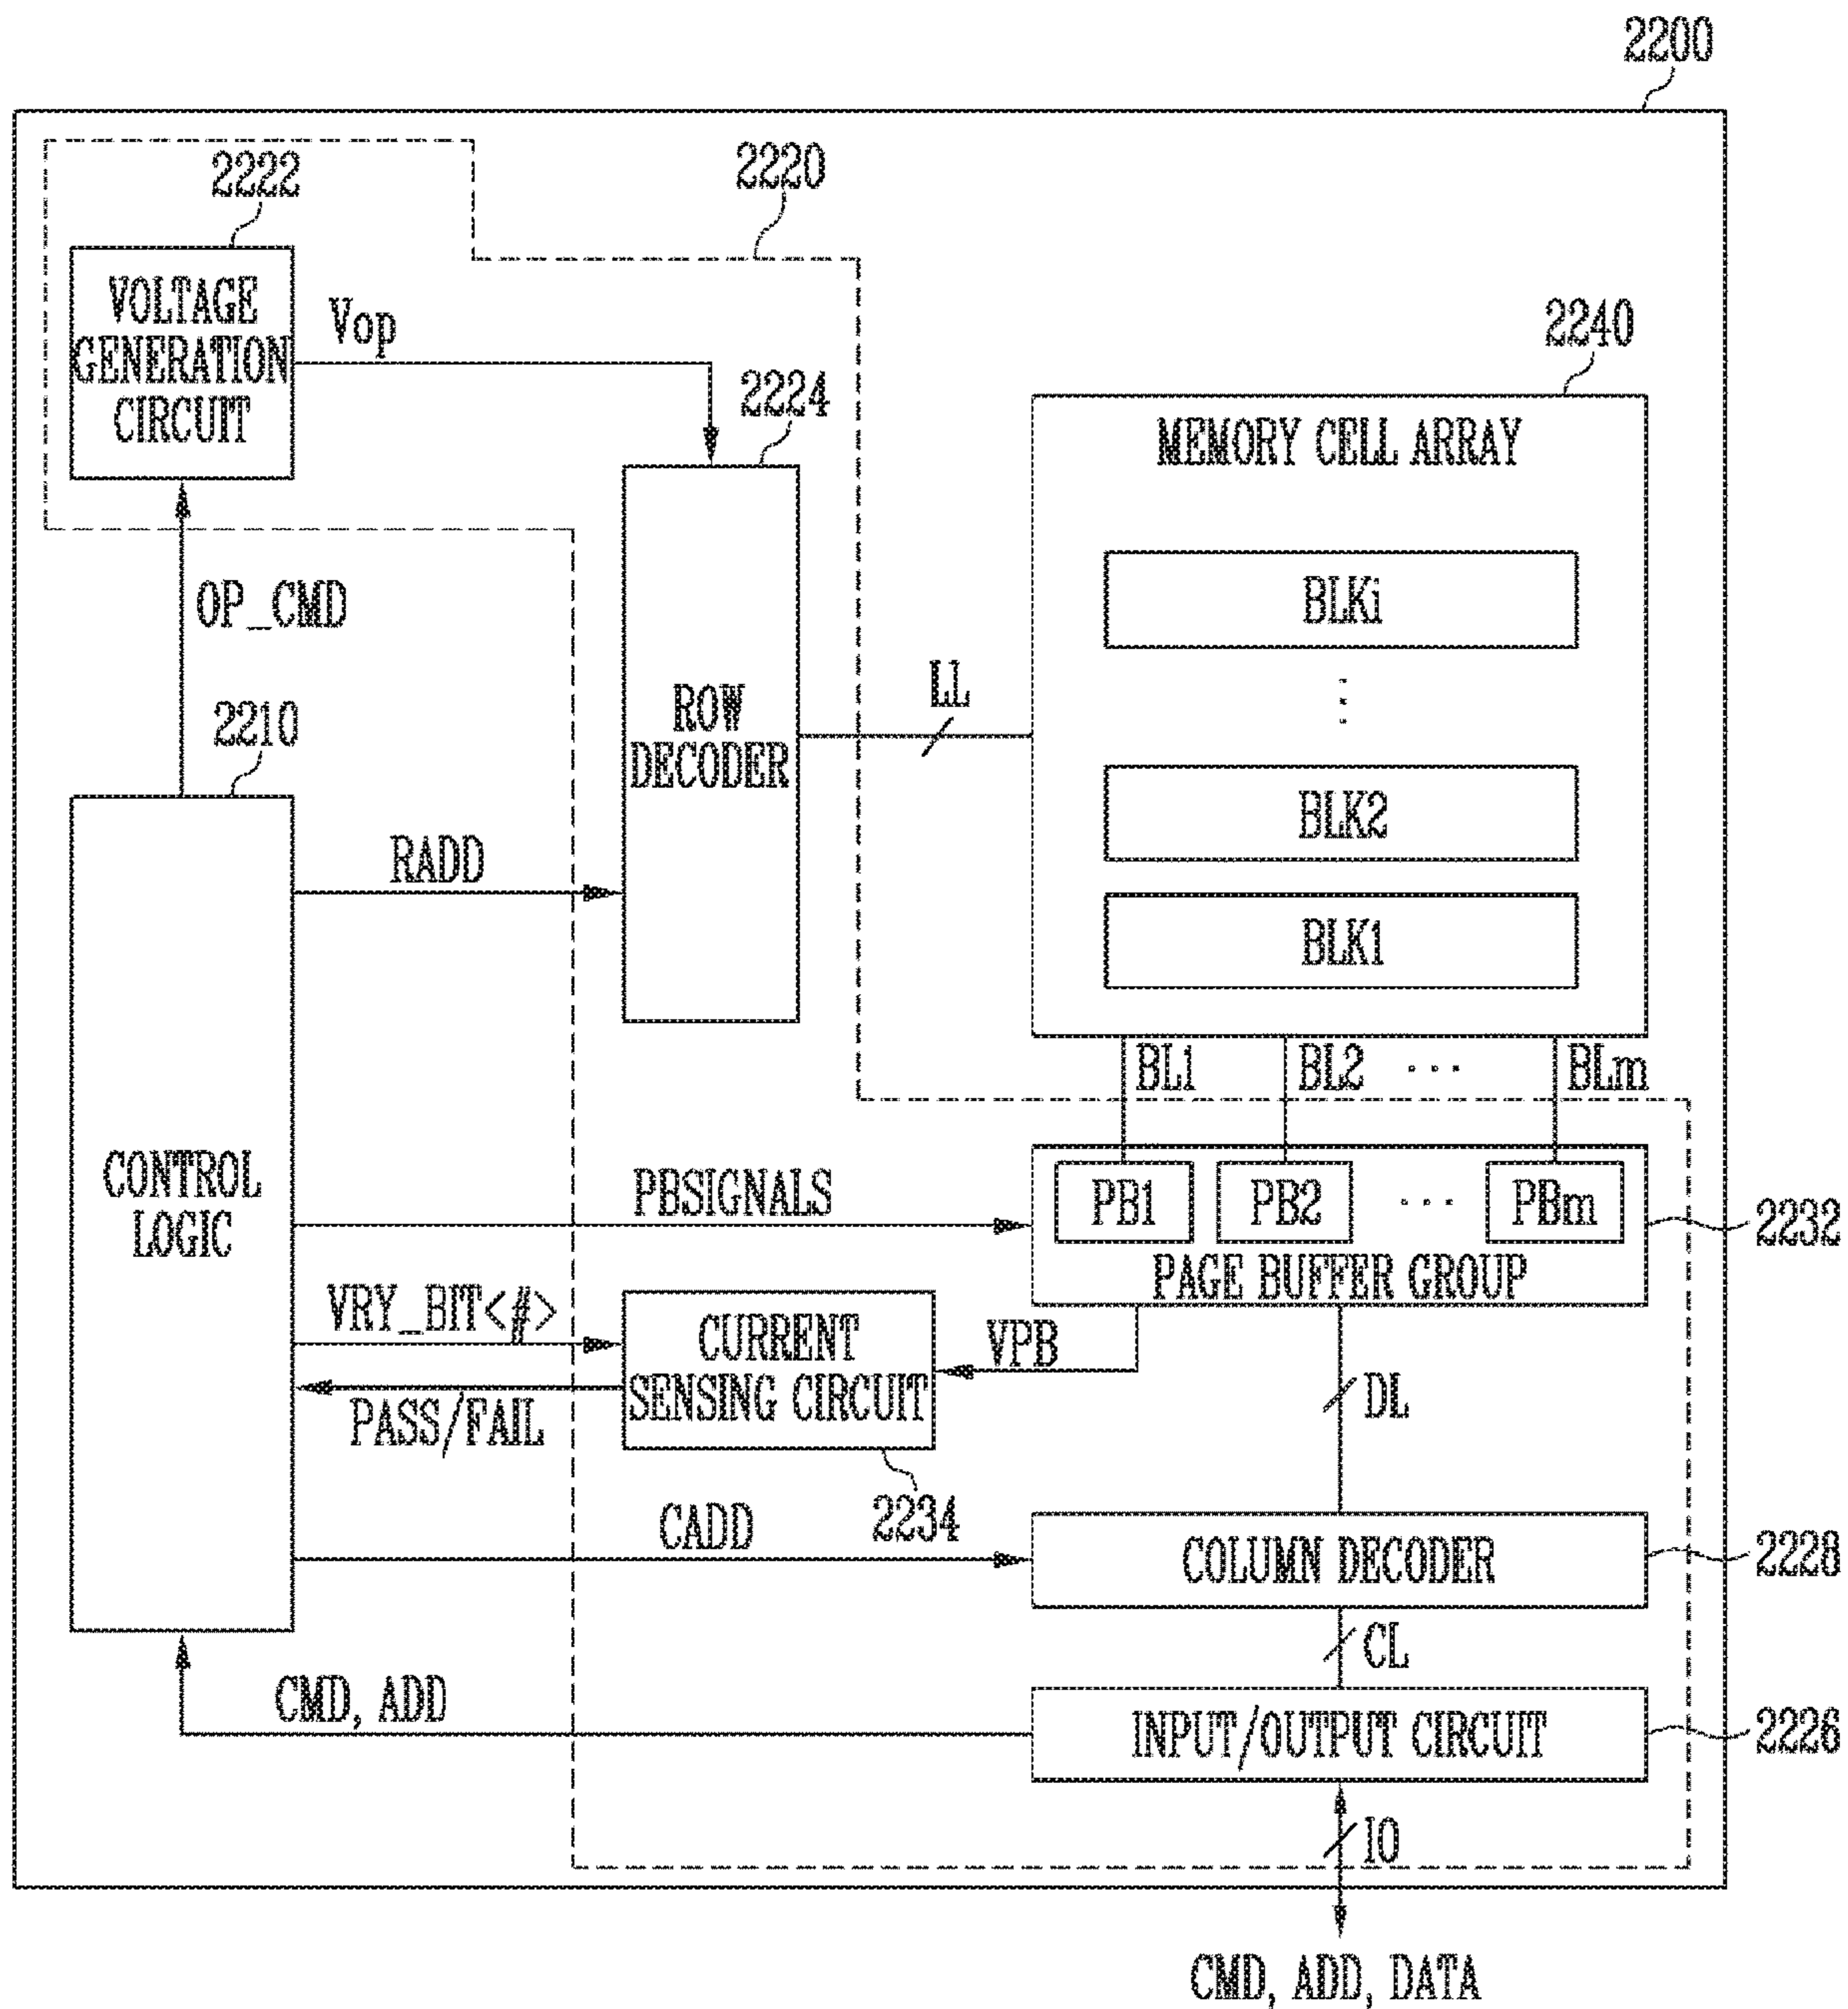 2200
2220
2222
VOLTAGE
GENERATION
CIRCUIT
Vop
2224
2240
MEMORY CELL ARRAY
BLKi
⋮
BLK2
BLK1
OP_CMD
2210
ROW
DECODER
LL
RADD
BL1 BL2 ... BLm
CONTROL
LOGIC
PBSIGNALS
PB1 PB2 ... PBm
PAGE BUFFER GROUP
2232
VRY_BIT<#>
CURRENT
SENSING CIRCUIT
VPB
PASS/FAIL
2234
DL
CADD
COLUMN DECODER
2228
CL
CMD, ADD
INPUT/OUTPUT CIRCUIT
2226
IO
CMD, ADD, DATA